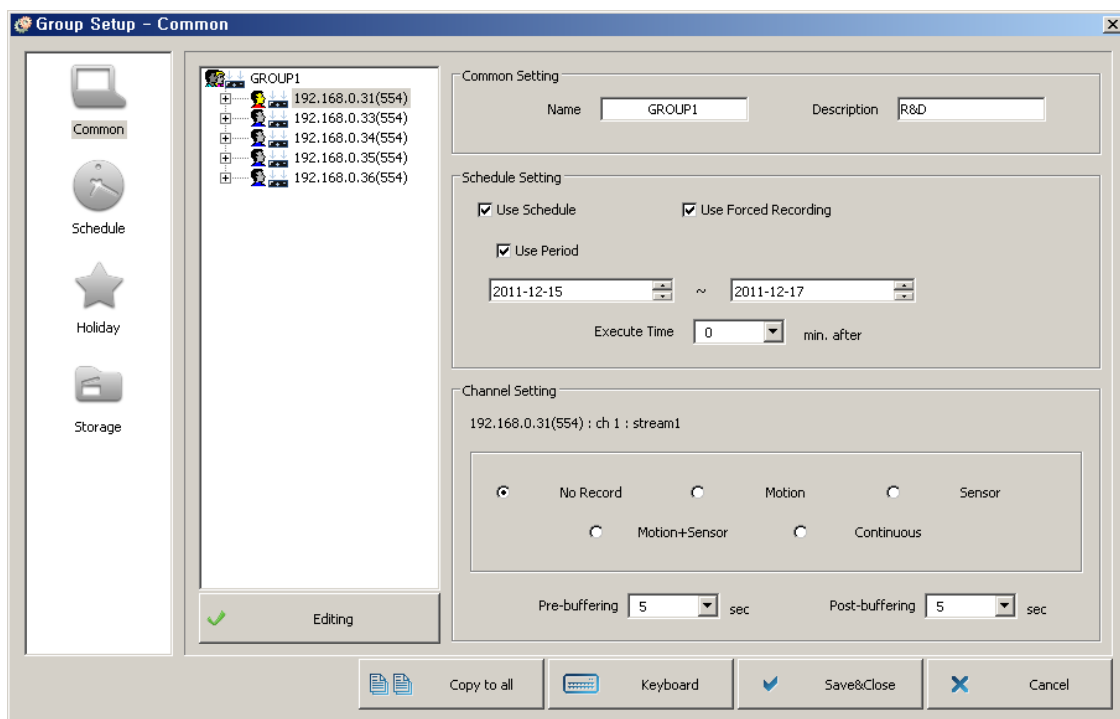 Group Setup - Common
Common
Schedule
Holiday
Storage
GROUP1
192.168.0.31(554)
192.168.0.33(554)
192.168.0.34(554)
192.168.0.35(554)
192.168.0.36(554)
Editing
Common Setting
Name GROUP1 Description R&D
Schedule Setting
Use Schedule Use Forced Recording
Use Period
2011-12-15 ~ 2011-12-17
Execute Time 0 min. after
Channel Setting
192.168.0.31(554) : ch 1 : stream1
No Record Motion Sensor
Motion+Sensor Continuous
Pre-buffering 5 sec Post-buffering 5 sec
Copy to all Keyboard Save&Close Cancel